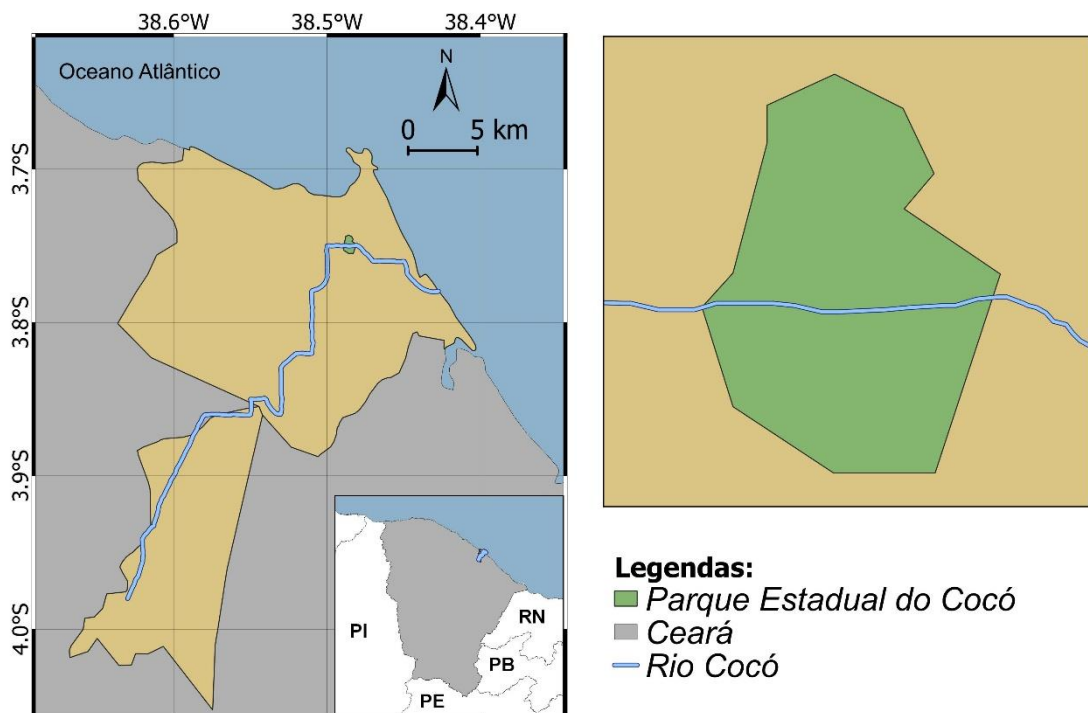 38.6°W 38.5°W 38.4°W
Oceano Atlântico
N
0 5 km
3.7°S
3.8°S
3.9°S
4.0°S
PI
RN
PB
PE
Legendas:
Parque Estadual do Cocó
Ceará
Rio Cocó